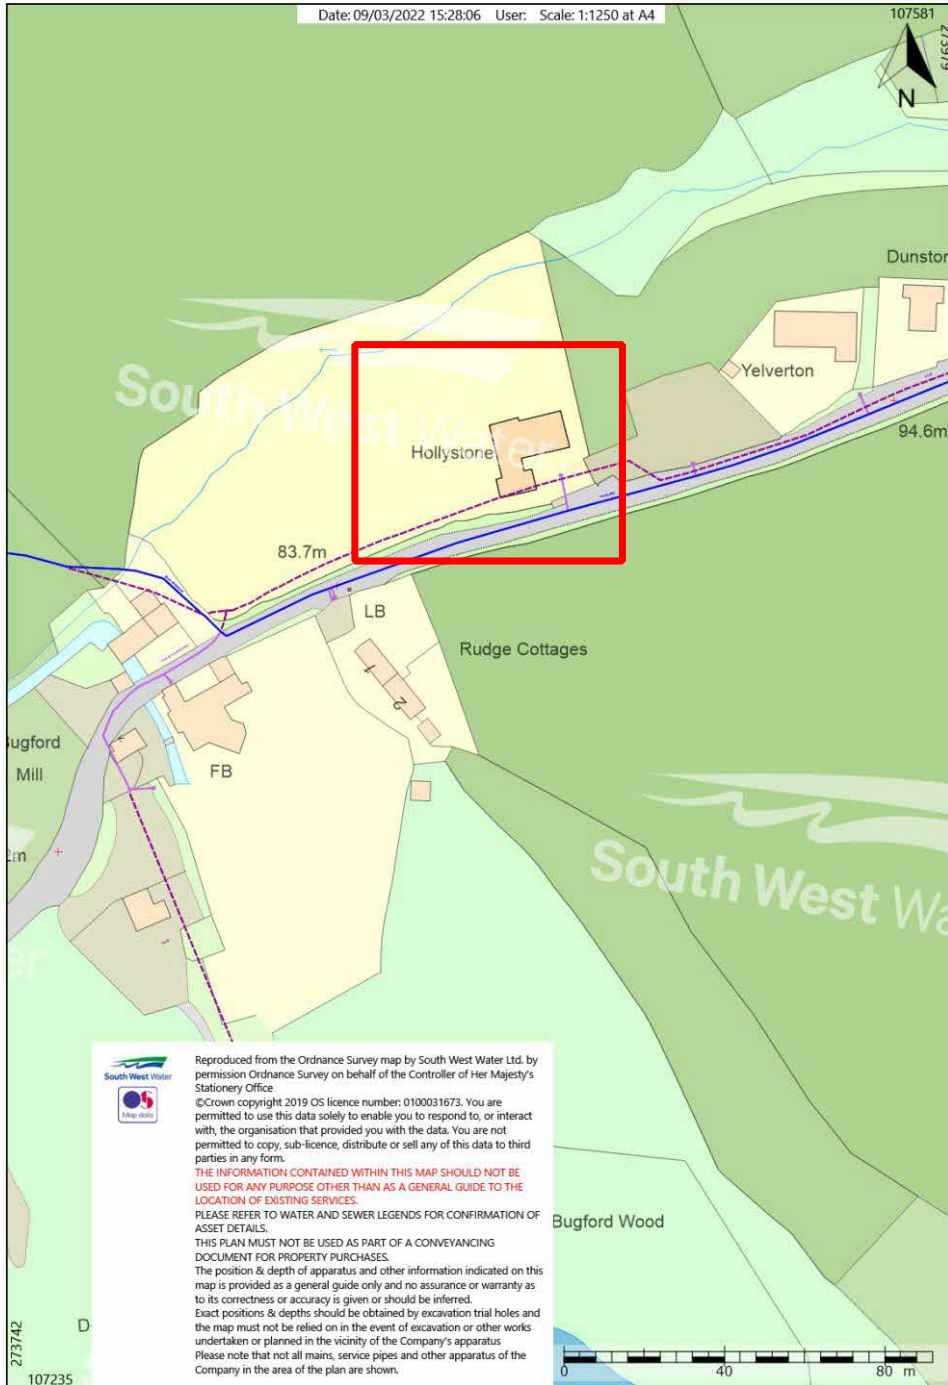 Date: 09/03/2022 15:28:06 User: Scale: 1:1250 at A4
107581
273979
N
Dunstor
South West Water
Yelverton
94.6m
Hollystone
83.7m
LB
Rudge Cottages
1
2
Bugford
Mill
FB
2m
South West Wa
er
South West Water
OS
Map data
Reproduced from the Ordnance Survey map by South West Water Ltd. by
permission Ordnance Survey on behalf of the Controller of Her Majesty's
Stationery Office
©Crown copyright 2019 OS licence number: 0100031673. You are
permitted to use this data solely to enable you to respond to, or interact
with, the organisation that provided you with the data. You are not
permitted to copy, sub-licence, distribute or sell any of this data to third
parties in any form.
THE INFORMATION CONTAINED WITHIN THIS MAP SHOULD NOT BE
USED FOR ANY PURPOSE OTHER THAN AS A GENERAL GUIDE TO THE
LOCATION OF EXISTING SERVICES.
PLEASE REFER TO WATER AND SEWER LEGENDS FOR CONFIRMATION OF
ASSET DETAILS.
THIS PLAN MUST NOT BE USED AS PART OF A CONVEYANCING
DOCUMENT FOR PROPERTY PURCHASES.
The position & depth of apparatus and other information indicated on this
map is provided as a general guide only and no assurance or warranty as
to its correctness or accuracy is given or should be inferred.
Exact positions & depths should be obtained by excavation trial holes and
the map must not be relied on in the event of excavation or other works
undertaken or planned in the vicinity of the Company's apparatus
Please note that not all mains, service pipes and other apparatus of the
Company in the area of the plan are shown.
Bugford Wood
D
273742
107235
0 40 80 m